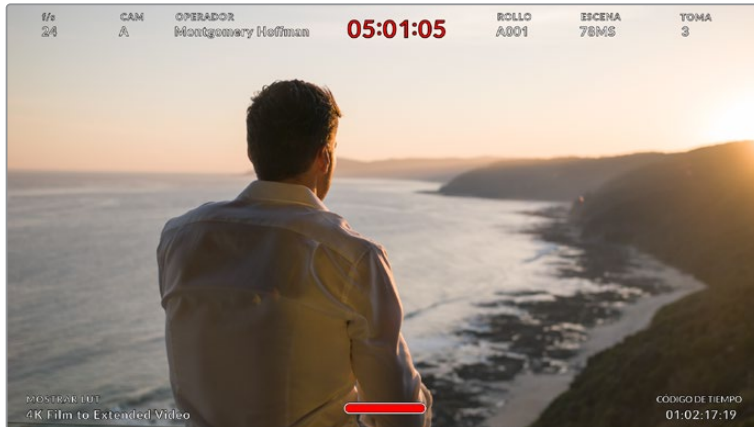 f/s CAM OPERADOR 05:01:05 ROLLO ESCENA TOMA
24 A Montgomery Hoffman A001 78MS 3
MOSTRAR LUT CÓDIGO DE TIEMPO
4K Film to Extended Video 01:02:17:19